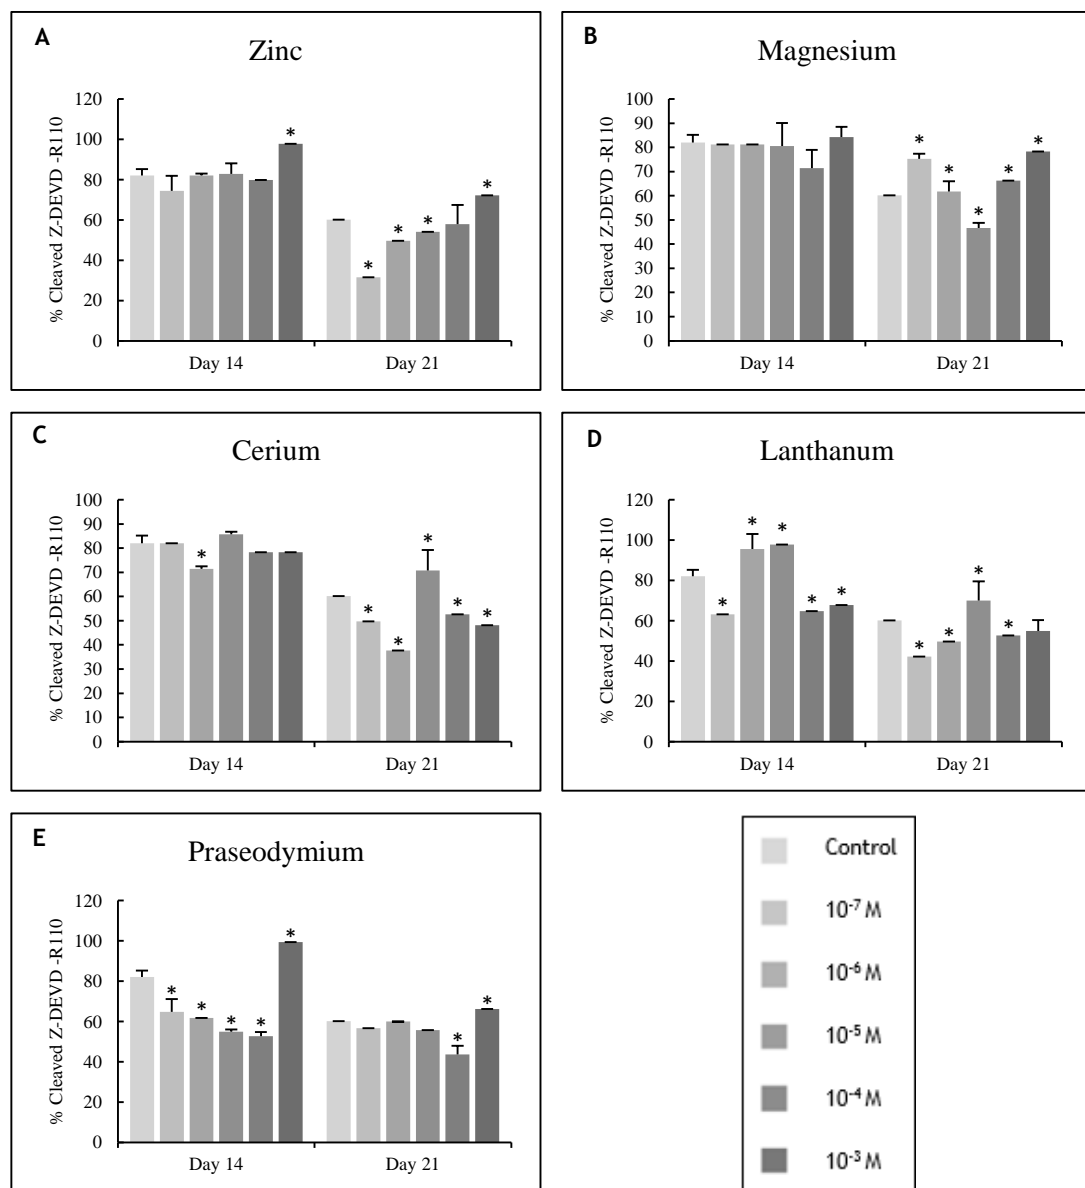 A
Zinc
% Cleaved Z-DEVD -R110
120
100
80
60
40
20
0
* * * * *
Day 14
Day 21
B
Magnesium
% Cleaved Z-DEVD -R110
100
90
80
70
60
50
40
30
20
10
0
* * * * *
Day 14
Day 21
C
Cerium
% Cleaved Z-DEVD -R110
100
90
80
70
60
50
40
30
20
10
0
* * * * * *
Day 14
Day 21
D
Lanthanum
% Cleaved Z-DEVD -R110
120
100
80
60
40
20
0
* * * * * * * * *
Day 14
Day 21
E
Praseodymium
% Cleaved Z-DEVD -R110
120
100
80
60
40
20
0
* * * * * * *
Day 14
Day 21
Control
10⁻⁷ M
10⁻⁶ M
10⁻⁵ M
10⁻⁴ M
10⁻³ M